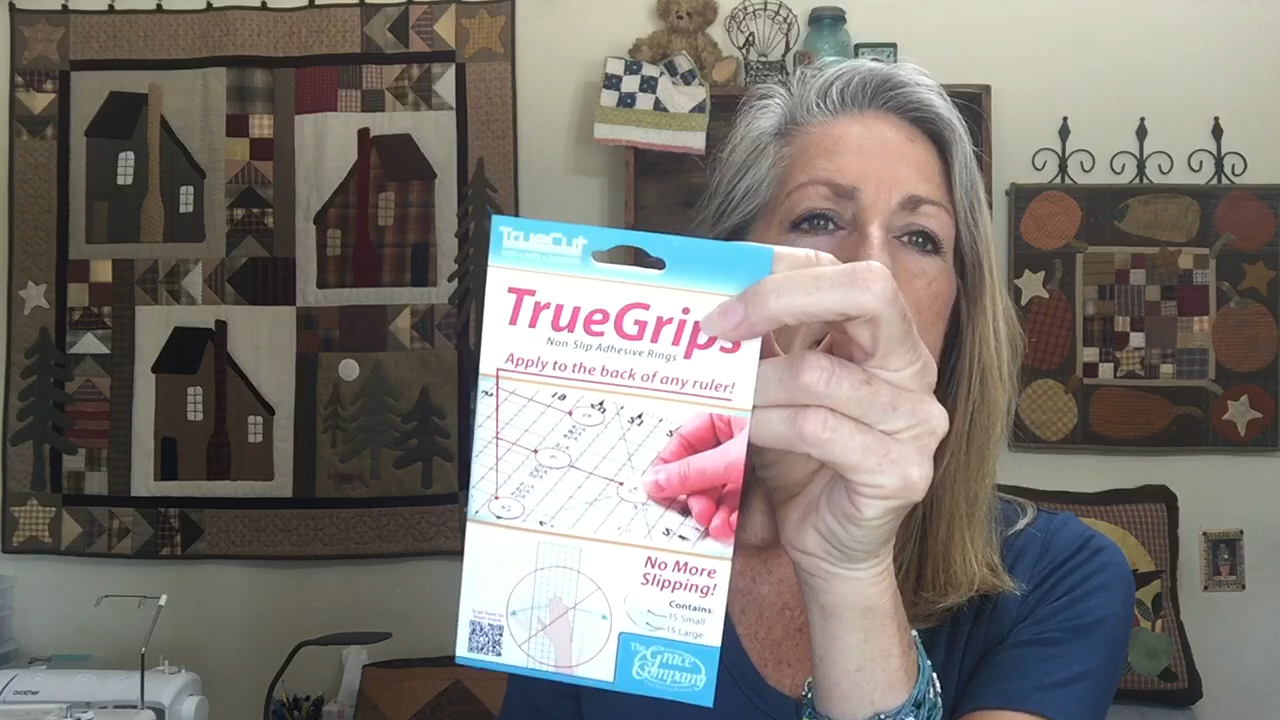 TrueCut
TrueGrips
Non-Slip Adhesive Rings
Apply to the back of any ruler!
No More
Slipping!
Contains:
15 Small
15 Large
The
Grace
Company
brother